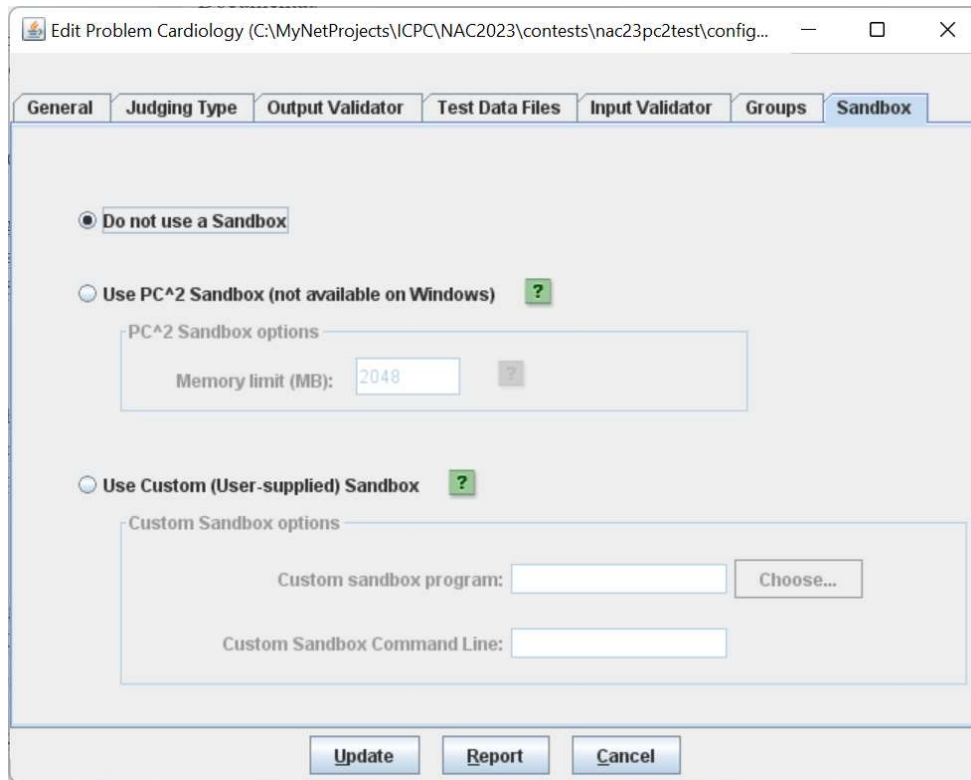 Edit Problem Cardiology (C:\MyNetProjects\ICPC\NAC2023\contests\nac23pc2test\config...
General Judging Type Output Validator Test Data Files Input Validator Groups Sandbox
Do not use a Sandbox
Use PC^2 Sandbox (not available on Windows) ?
PC^2 Sandbox options
Memory limit (MB): 2048 ?
Use Custom (User-supplied) Sandbox ?
Custom Sandbox options
Custom sandbox program: Choose...
Custom Sandbox Command Line:
Update Report Cancel